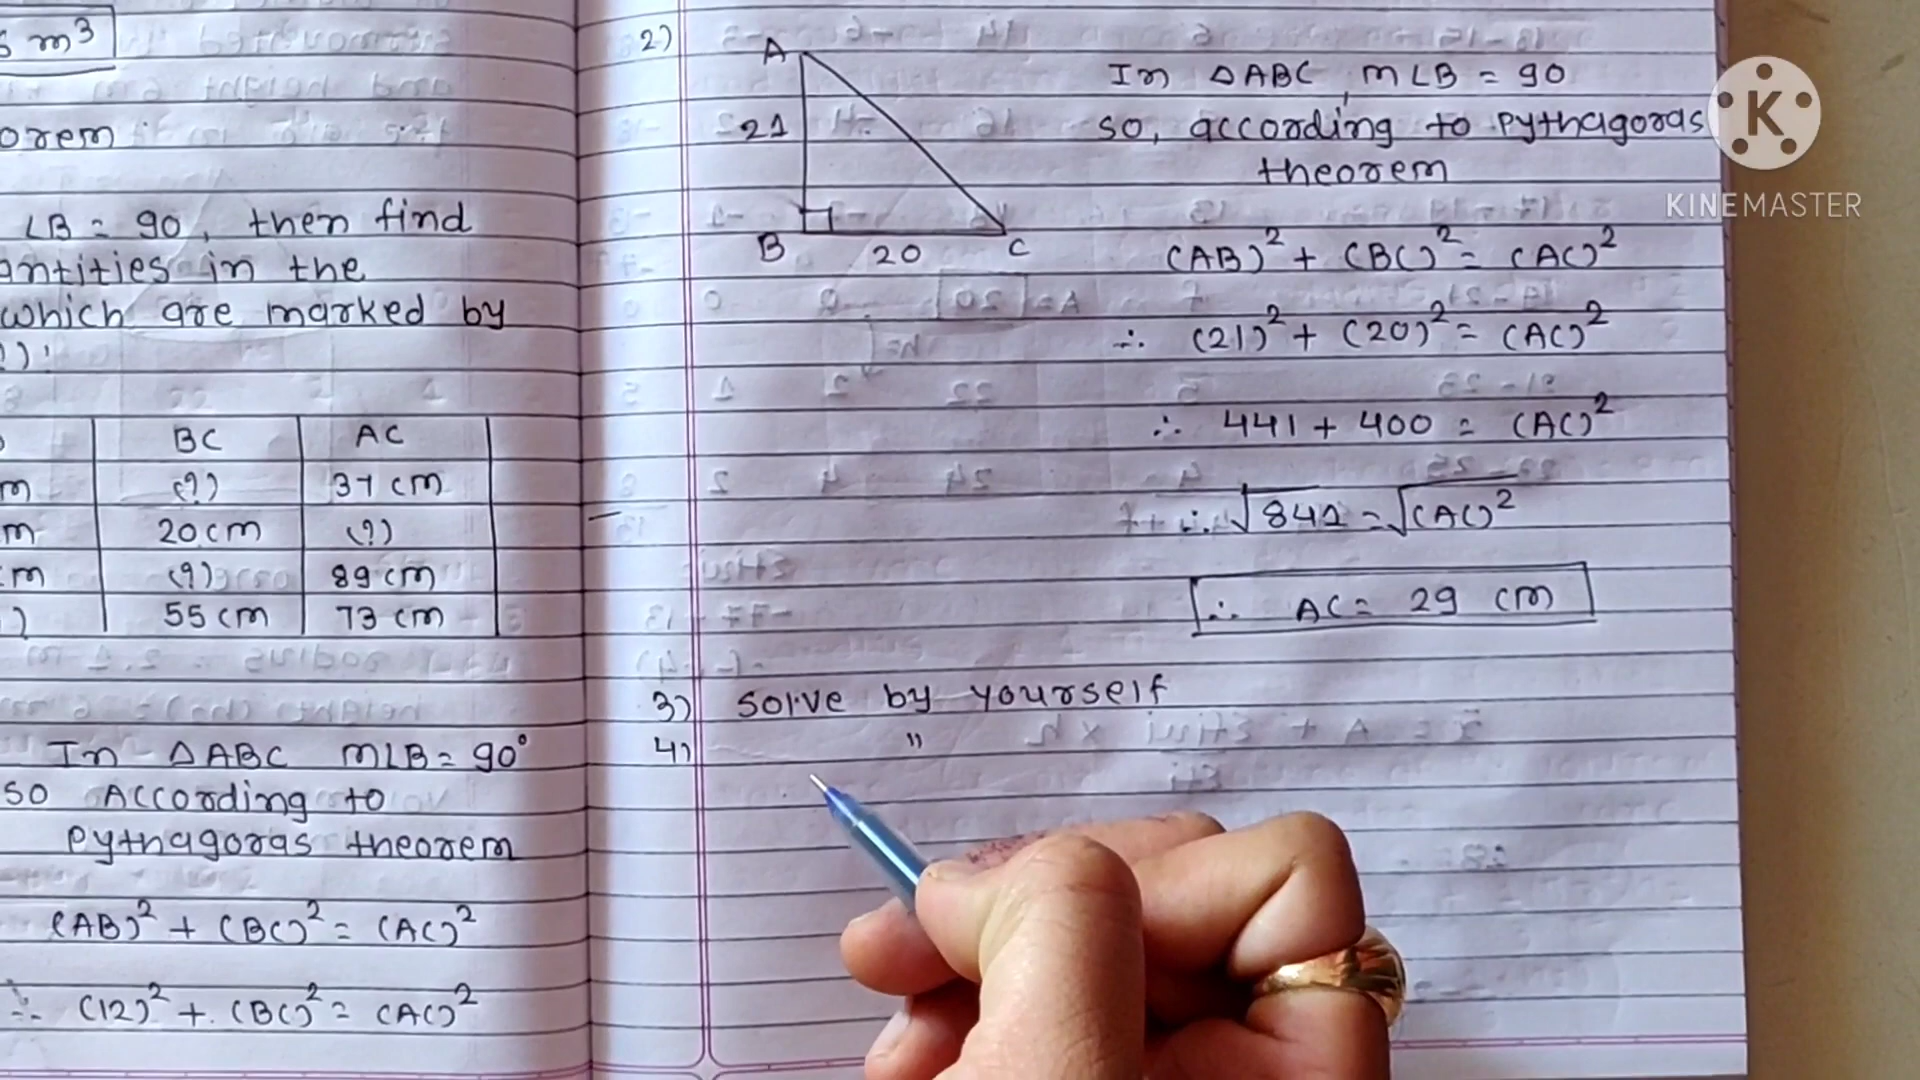 m³
orem
∠B = 90, then find
antities in the
which are marked by
BC AC
m (?) 37 cm
m 20 cm (?)
m (?) 89 cm
) 55 cm 73 cm
In △ABC m∠B = 90°
so According to
pythagoras theorem
(AB)² + (BC)² = (AC)²
∴ (12)² + (BC)² = (AC)²
2)
A
21
B 20 C
In △ABC, m∠B = 90
so, according to pythagoras
theorem
(AB)² + (BC)² = (AC)²
∴ (21)² + (20)² = (AC)²
∴ 441 + 400 = (AC)²
∴ √841 = √(AC)²
∴ AC = 29 cm
3) solve by yourself
4) "
K
KINEMASTER